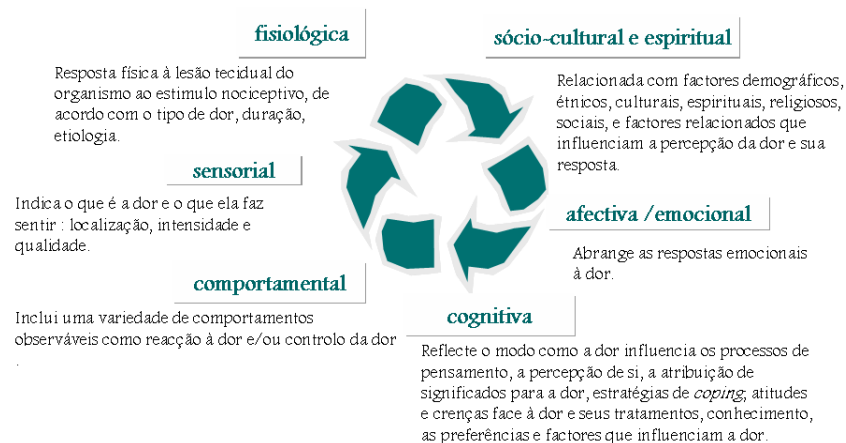 fisiológica
Resposta física à lesão tecidual do
organismo ao estimulo nociceptivo, de
acordo com o tipo de dor, duração,
etiologia.
sócio-cultural e espiritual
Relacionada com factores demográficos,
étnicos, culturais, espirituais, religiosos,
sociais, e factores relacionados que
influenciam a percepção da dor e sua
resposta.
sensorial
Indica o que é a dor e o que ela faz
sentir : localização, intensidade e
qualidade.
afectiva /emocional
Abrange as respostas emocionais
à dor.
comportamental
Inclui uma variedade de comportamentos
observáveis como reacção à dor e/ou controlo da dor
.
cognitiva
Reflecte o modo como a dor influencia os processos de
pensamento, a percepção de si, a atribuição de
significados para a dor, estratégias de coping; atitudes
e crenças face à dor e seus tratamentos, conhecimento,
as preferências e factores que influenciam a dor.